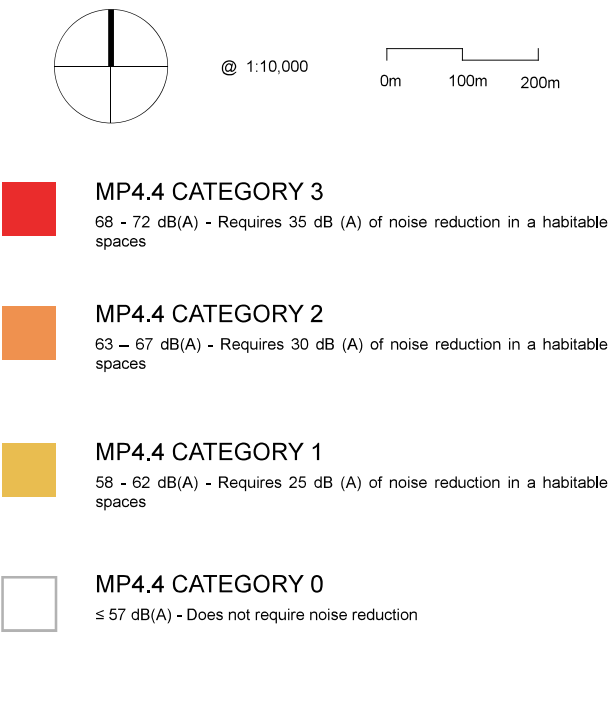 @ 1:10,000
0m 100m 200m
MP4.4 CATEGORY 3
68 - 72 dB(A) - Requires 35 dB (A) of noise reduction in a habitable
spaces
MP4.4 CATEGORY 2
63 – 67 dB(A) - Requires 30 dB (A) of noise reduction in a habitable
spaces
MP4.4 CATEGORY 1
58 - 62 dB(A) - Requires 25 dB (A) of noise reduction in a habitable
spaces
MP4.4 CATEGORY 0
≤ 57 dB(A) - Does not require noise reduction